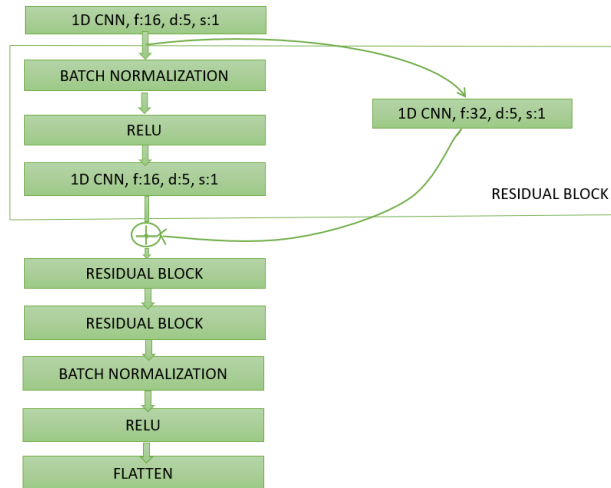 1D CNN, f:16, d:5, s:1
BATCH NORMALIZATION
RELU
1D CNN, f:16, d:5, s:1
1D CNN, f:32, d:5, s:1
RESIDUAL BLOCK
RESIDUAL BLOCK
RESIDUAL BLOCK
BATCH NORMALIZATION
RELU
FLATTEN